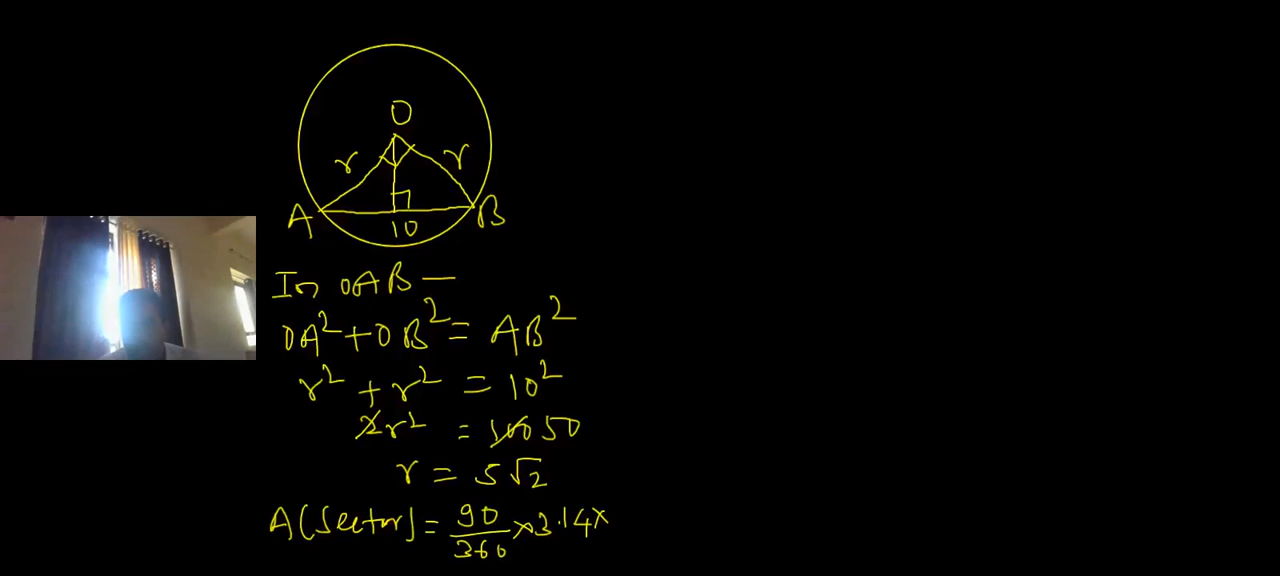 O
r r
A B
10
In OAB —
OA² + OB² = AB²
r² + r² = 10²
2r² = 100 50
r = 5√2
A(Sector) = 90/360 × 3.14 ×